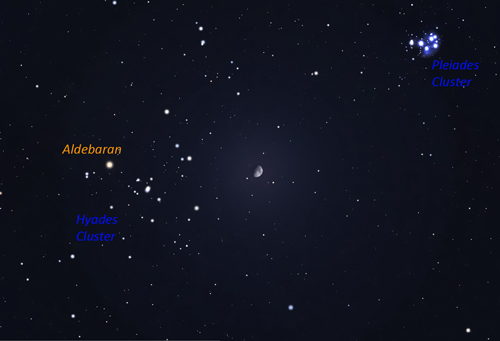 Pleiades
Cluster
Aldebaran
Hyades
Cluster